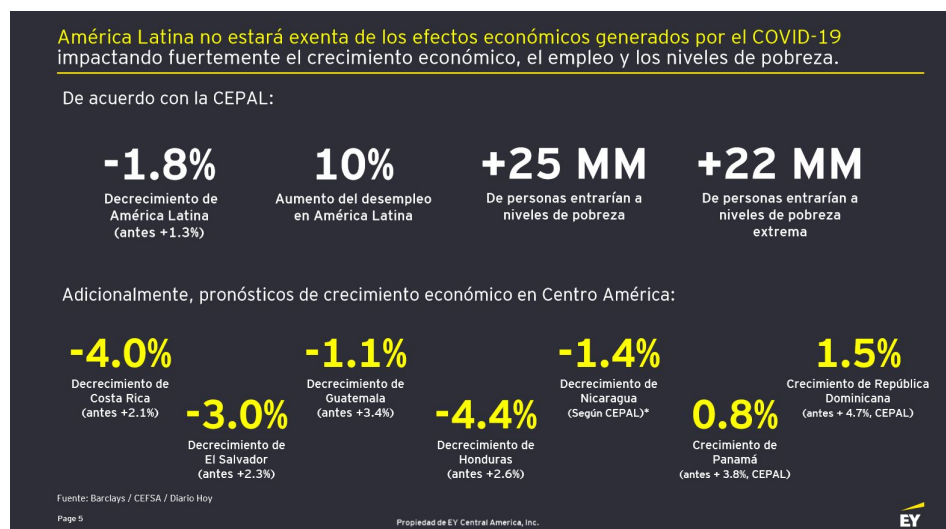 América Latina no estará exenta de los efectos económicos generados por el COVID-19
impactando fuertemente el crecimiento económico, el empleo y los niveles de pobreza.
De acuerdo con la CEPAL:
-1.8%
Decrecimiento de
América Latina
(antes +1.3%)
10%
Aumento del desempleo
en América Latina
+25 MM
De personas entrarían a
niveles de pobreza
+22 MM
De personas entrarían a
niveles de pobreza
extrema
Adicionalmente, pronósticos de crecimiento económico en Centro América:
-4.0%
Decrecimiento de
Costa Rica
(antes +2.1%)
-3.0%
Decrecimiento de
El Salvador
(antes +2.3%)
-1.1%
Decrecimiento de
Guatemala
(antes +3.4%)
-4.4%
Decrecimiento de
Honduras
(antes +2.6%)
-1.4%
Decrecimiento de
Nicaragua
(Según CEPAL)*
0.8%
Crecimiento de
Panamá
(antes + 3.8%, CEPAL)
1.5%
Crecimiento de República
Dominicana
(antes + 4.7%, CEPAL)
Fuente: Barclays / CEFSA / Diario Hoy
Page 5
Propiedad de EY Central America, Inc.
EY